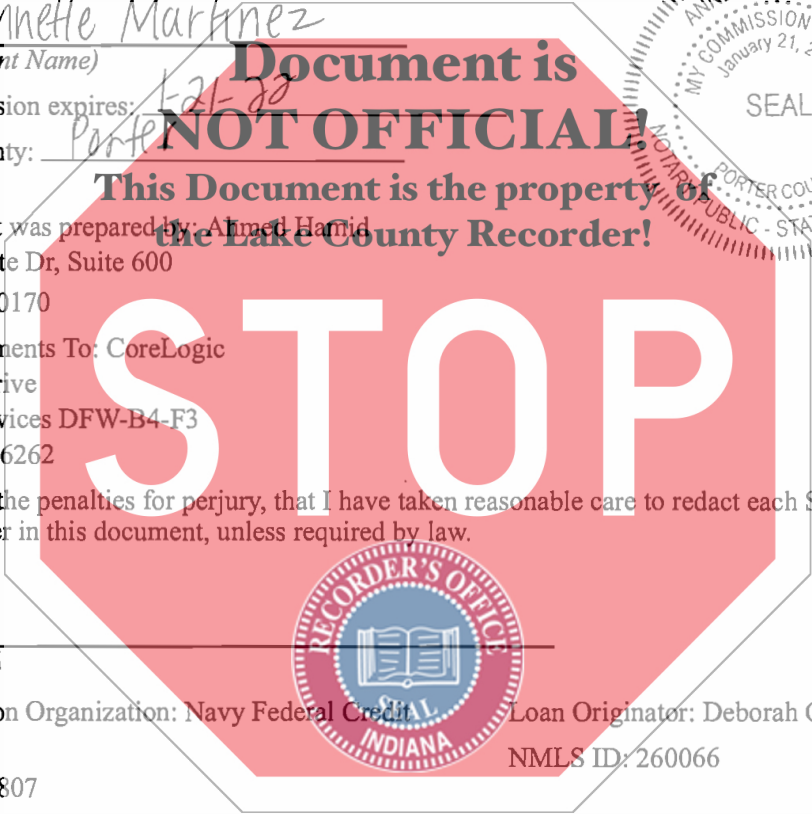 nnette Martinez
nt Name)
sion expires: 1-21-22
nty: Porter
Document is
NOT OFFICIAL!
This Document is the property of
the Lake County Recorder!
MY COMMISSION
January 21, 2
SEAL
NOTARY PUBLIC - STA
PORTER COU
t was prepared by: Ahmed Hamid
te Dr, Suite 600
0170
ments To: CoreLogic
rive
vices DFW-B4-F3
6262
STOP
the penalties for perjury, that I have taken reasonable care to redact each S
r in this document, unless required by law.
RECORDER'S OFFICE
SEAL
INDIANA
on Organization: Navy Federal Credit
Loan Originator: Deborah
NMLS ID: 260066
807